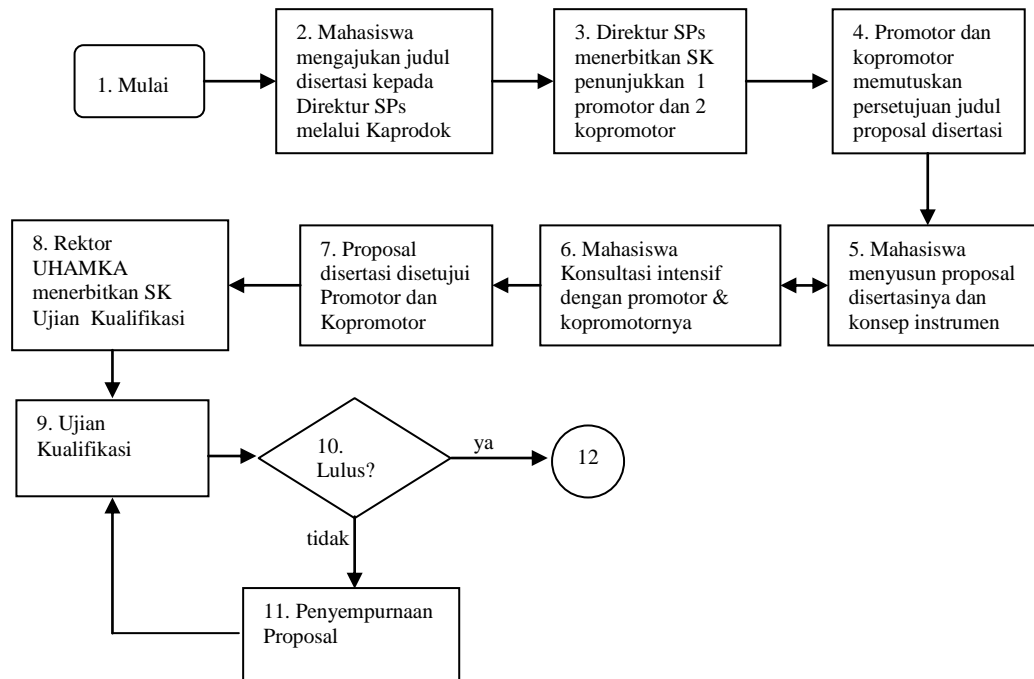 1. Mulai
2. Mahasiswa
mengajukan judul
disertasi kepada
Direktur SPs
melalui Kaprodok
3. Direktur SPs
menerbitkan SK
penunjukkan 1
promotor dan 2
kopromotor
4. Promotor dan
kopromotor
memutuskan
persetujuan judul
proposal disertasi
5. Mahasiswa
menyusun proposal
disertasinya dan
konsep instrumen
6. Mahasiswa
Konsultasi intensif
dengan promotor &
kopromotornya
7. Proposal
disertasi disetujui
Promotor dan
Kopromotor
8. Rektor
UHAMKA
menerbitkan SK
Ujian Kualifikasi
9. Ujian
Kualifikasi
10.
Lulus?
ya
12
tidak
11. Penyempurnaan
Proposal